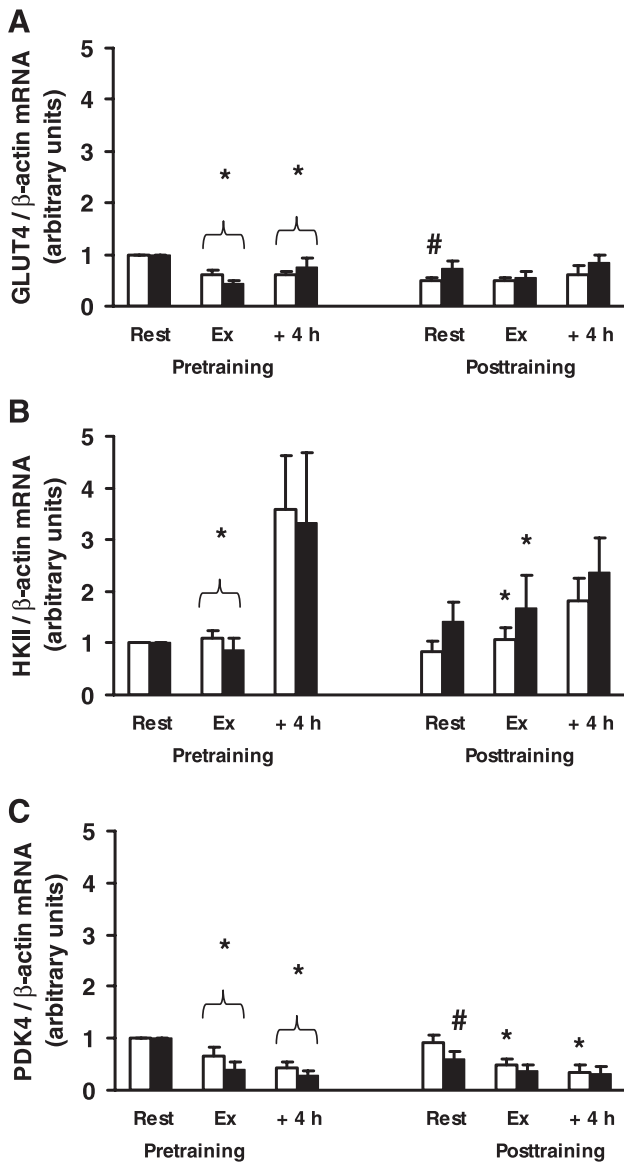 A
GLUT4 / β-actin mRNA
(arbitrary units)
5
4
3
2
1
0
* *
#
Rest Ex + 4 h Rest Ex + 4 h
Pretraining Posttraining
B
HKII / β-actin mRNA
(arbitrary units)
5
4
3
2
1
0
*
* *
Rest Ex + 4 h Rest Ex + 4 h
Pretraining Posttraining
C
PDK4 / β-actin mRNA
(arbitrary units)
5
4
3
2
1
0
* *
# * *
Rest Ex + 4 h Rest Ex + 4 h
Pretraining Posttraining